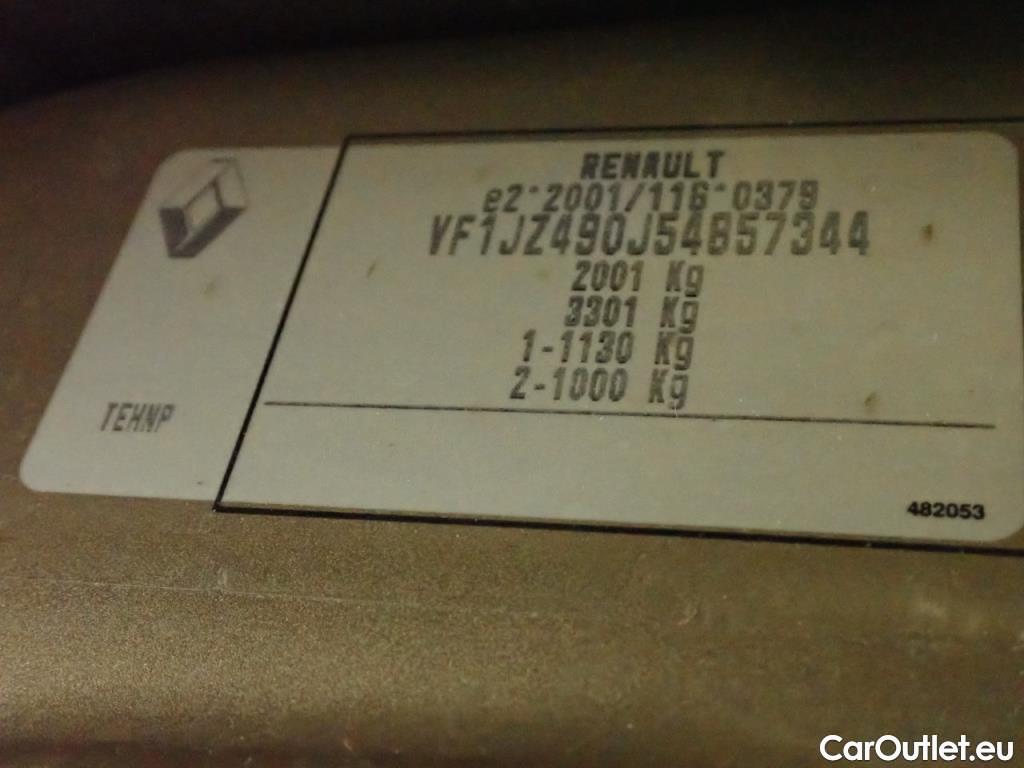 RENAULT
e2*2001/116*0379
VF1JZ490J54857344
2001 Kg
3301 Kg
1-1130 Kg
2-1000 Kg
TEHNP
482053
CarOutlet.eu